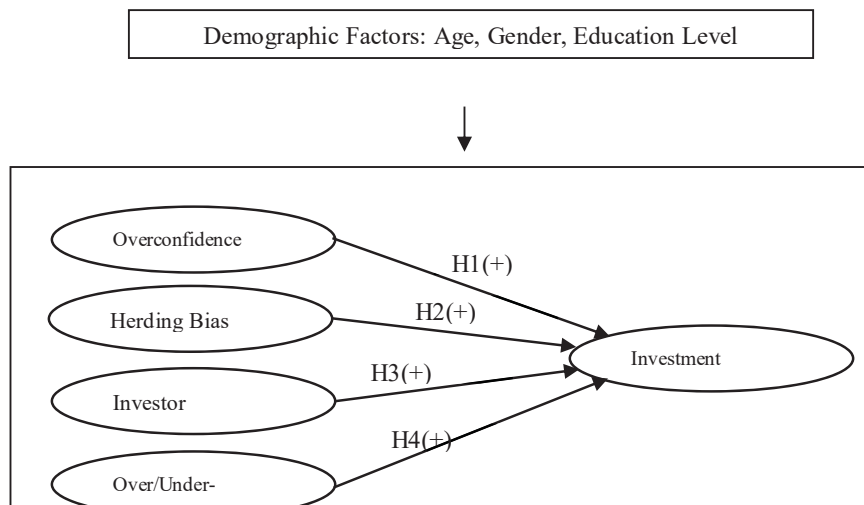 Demographic Factors: Age, Gender, Education Level
Overconfidence
H1(+)
Herding Bias
H2(+)
Investment
H3(+)
Investor
H4(+)
Over/Under-